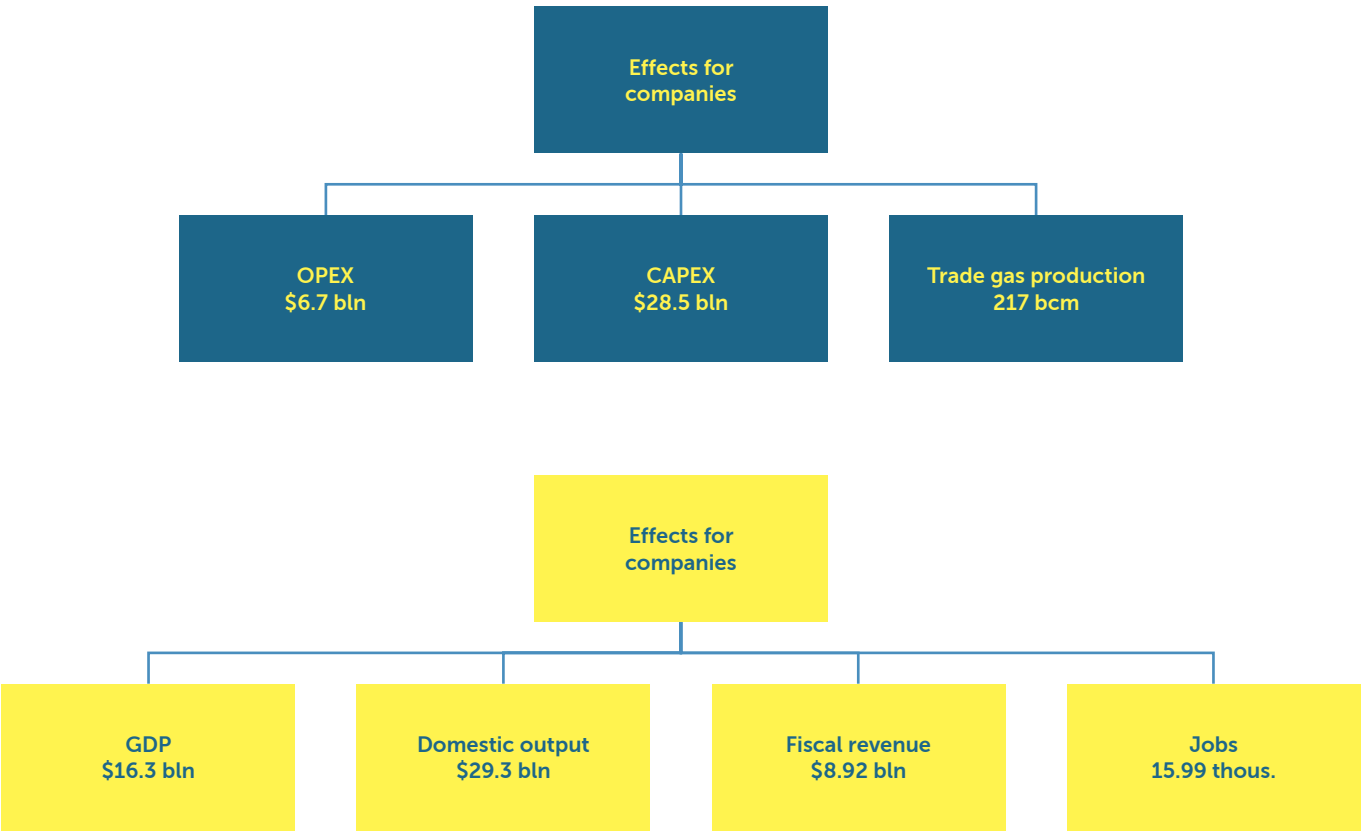 Effects for
companies
OPEX
$6.7 bln
CAPEX
$28.5 bln
Trade gas production
217 bcm
Effects for
companies
GDP
$16.3 bln
Domestic output
$29.3 bln
Fiscal revenue
$8.92 bln
Jobs
15.99 thous.